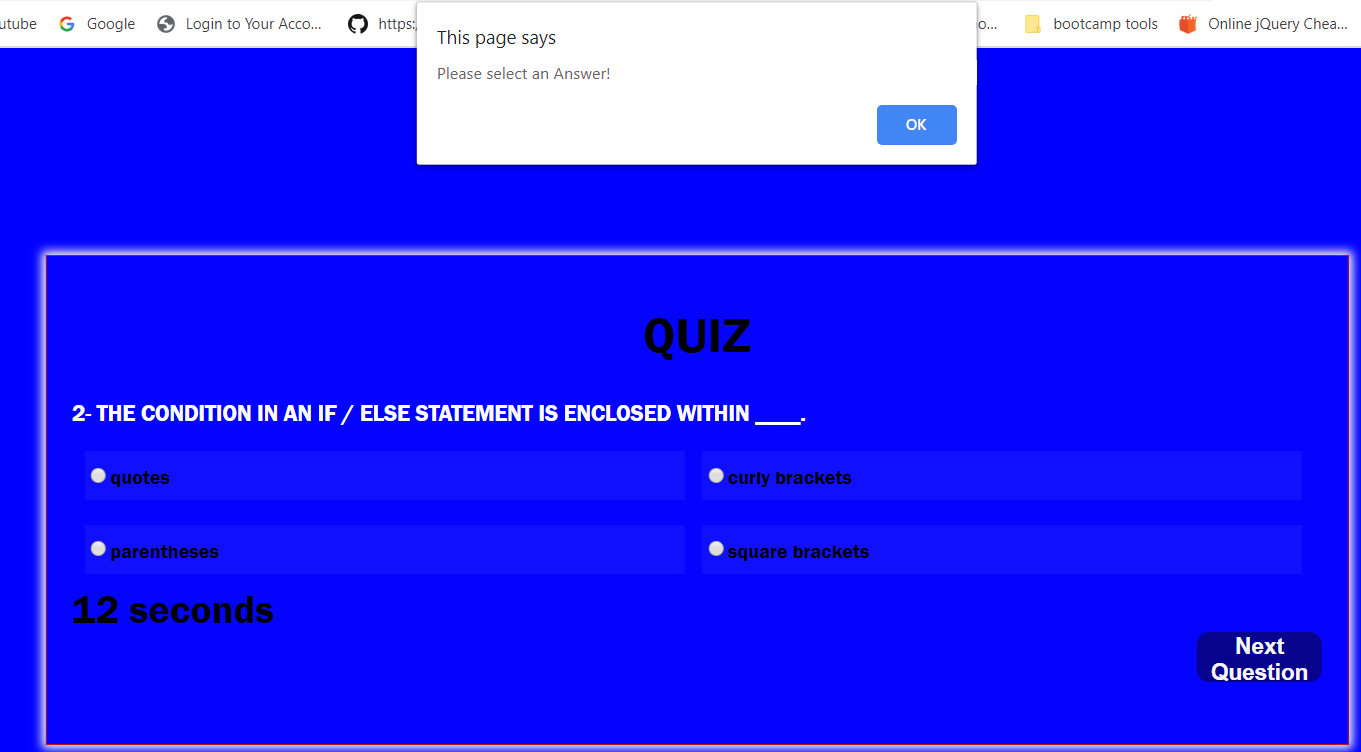 utube Google Login to Your Acco... https: o... bootcamp tools Online jQuery Chea...
This page says
Please select an Answer!
OK
QUIZ
2- THE CONDITION IN AN IF / ELSE STATEMENT IS ENCLOSED WITHIN ____.
quotes curly brackets
parentheses square brackets
12 seconds
Next
Question